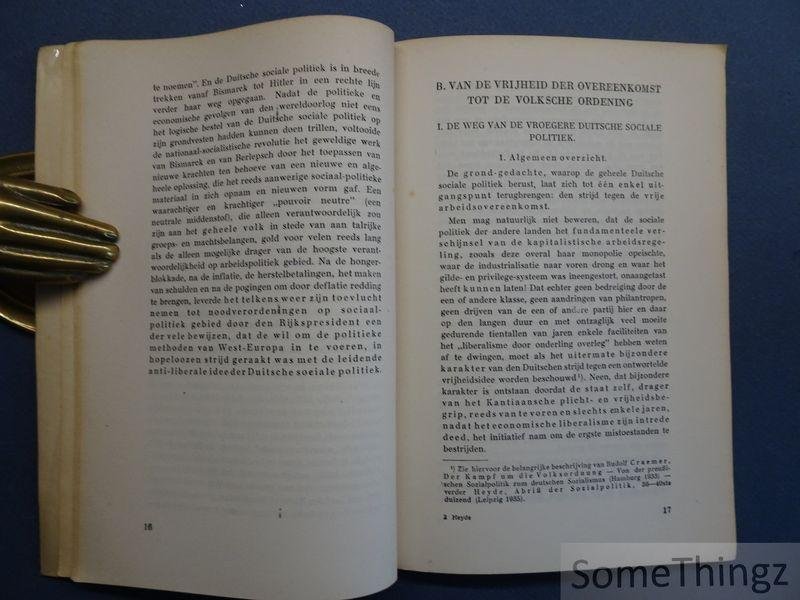 te noemen". En de Duitsche sociale politiek is in breede
trekken vanaf Bismarck tot Hitler in een rechte lijn
verder haar weg opgegaan. Nadat de politieke en
economische gevolgen van den wereldoorlog niet eens
het logische bestel van de Duitsche sociale politiek op
zijn grondvesten hadden kunnen doen trillen, voltooide
de nationaal-socialistische revolutie het geweldige werk
van Bismarck en van Berlepsch door het toepassen van
nieuwe krachten ten behoeve van een nieuwe en alge-
heele oplossing, die het reeds aanwezige sociaal-politieke
materiaal in zich opnam en nieuwen vorm gaf. Een
waarachtiger en krachtiger „pouvoir neutre" (een
neutrale middenstof), die alleen verantwoordelijk zou
zijn aan het geheele volk in stede van aan talrijke
groeps- en machtsbelangen, gold voor velen reeds lang
als de alleen mogelijke drager van de hoogste verant-
woordelijkheid op arbeidspolitiek gebied. Na de honger-
blokkade, na de inflatie, de herstelbetalingen, het maken
van schulden en na de pogingen om door deflatie redding
te brengen, leverde het telkens weer zijn toevlucht
nemen tot noodverordeningen op sociaal-
politiek gebied door den Rijkspresident een
der vele bewijzen, dat de wil om de politieke
methoden van West-Europa in te voeren, in
hopeloozen strijd geraakt was met de leidende
anti-liberale idee der Duitsche sociale politiek.
16
B. VAN DE VRIJHEID DER OVEREENKOMST
TOT DE VOLKSCHE ORDENING
I. DE WEG VAN DE VROEGERE DUITSCHE SOCIALE
POLITIEK.
1. Algemeen overzicht.
De grond-gedachte, waarop de geheele Duitsche
sociale politiek berust, laat zich tot één enkel uit-
gangspunt terugbrengen: den strijd tegen de vrije
arbeidsovereenkomst.
Men mag natuurlijk niet beweren, dat de sociale
politiek der andere landen het fundamenteele ver-
schijnsel van de kapitalistische arbeidsrege-
ling, zooals deze overal haar monopolie opeischte,
waar de industrialisatie naar voren drong en waar het
gilde- en privilege-systeem was ineengestort, onaangetast
heeft kunnen laten! Dat echter geen bedreiging door de
een of andere klasse, geen aandringen van philantropen,
geen drijven van de een of andere partij hier en daar
op den langen duur en met ontzaglijk veel moeite
gedurende tientallen van jaren enkele faciliteiten van
het „liberalisme door onderling overleg" hebben weten
af te dwingen, moet als het uitermate bijzondere
karakter van den Duitschen strijd tegen een ontwortelde
vrijheidsidee worden beschouwd¹). Neen, dat bijzondere
karakter is ontstaan doordat de staat zelf, drager
van het Kantiaansche plicht- en vrijheidsbe-
grip, reeds van te voren en slechts enkele jaren,
nadat het economische liberalisme zijn intrede
deed, het initiatief nam om de ergste mistoestanden te
bestrijden.
¹) Zie hiervoor de belangrijke beschrijving van Rudolf Craemer,
Der Kampf um die Volksordnung — Von der preußi-
schen Sozialpolitik zum deutschen Sozialismus (Hamburg 1933) —
verder Heyde, Abriß der Sozialpolitik, 36—40ste
duizend (Leipzig 1935).
2 Heyde
17
SomeThingz